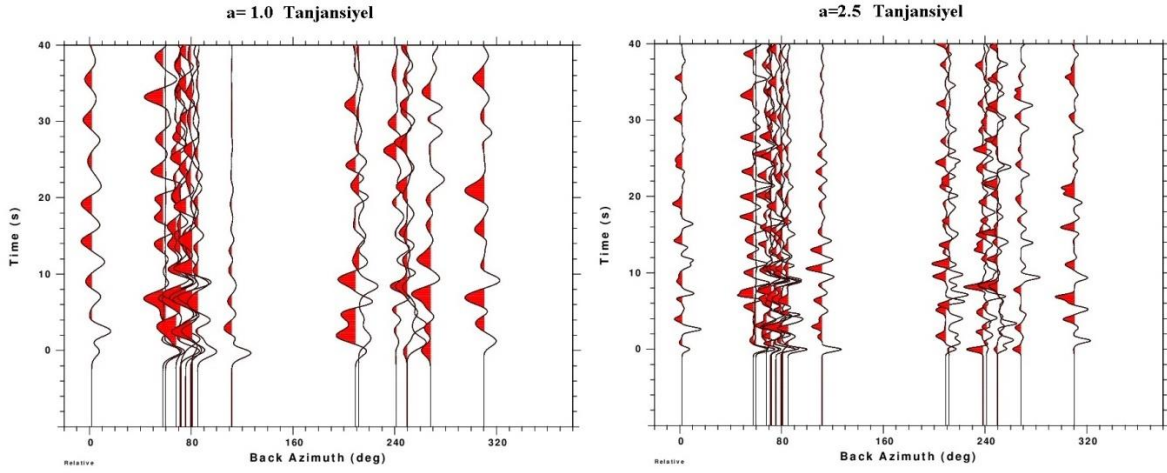 a= 1.0 Tanjansiyel
40
30
20
10
0
Time (s)
0
80
160
240
320
Back Azimuth (deg)
Relative
a=2.5 Tanjansiyel
40
30
20
10
0
Time (s)
0
80
160
240
320
Back Azimuth (deg)
Relative